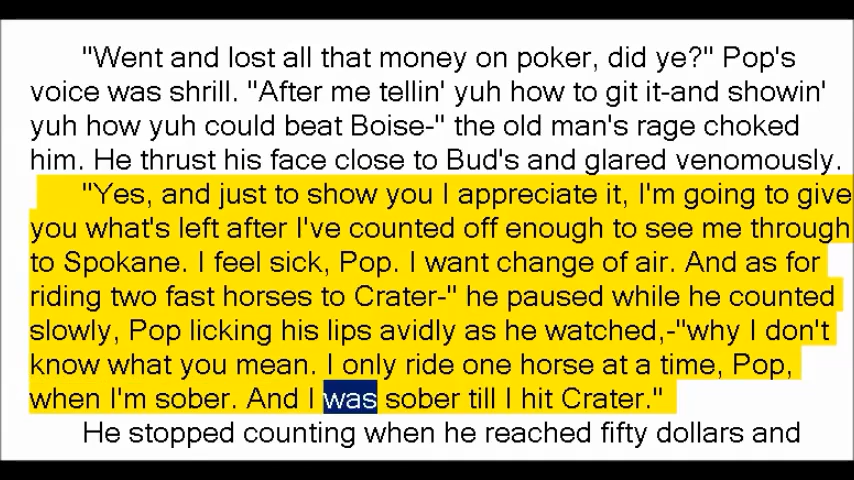 "Went and lost all that money on poker, did ye?" Pop's
voice was shrill. "After me tellin' yuh how to git it-and showin'
yuh how yuh could beat Boise-" the old man's rage choked
him. He thrust his face close to Bud's and glared venomously.
"Yes, and just to show you I appreciate it, I'm going to give
you what's left after I've counted off enough to see me through
to Spokane. I feel sick, Pop. I want change of air. And as for
riding two fast horses to Crater-" he paused while he counted
slowly, Pop licking his lips avidly as he watched,-"why I don't
know what you mean. I only ride one horse at a time, Pop,
when I'm sober. And I was sober till I hit Crater."
He stopped counting when he reached fifty dollars and